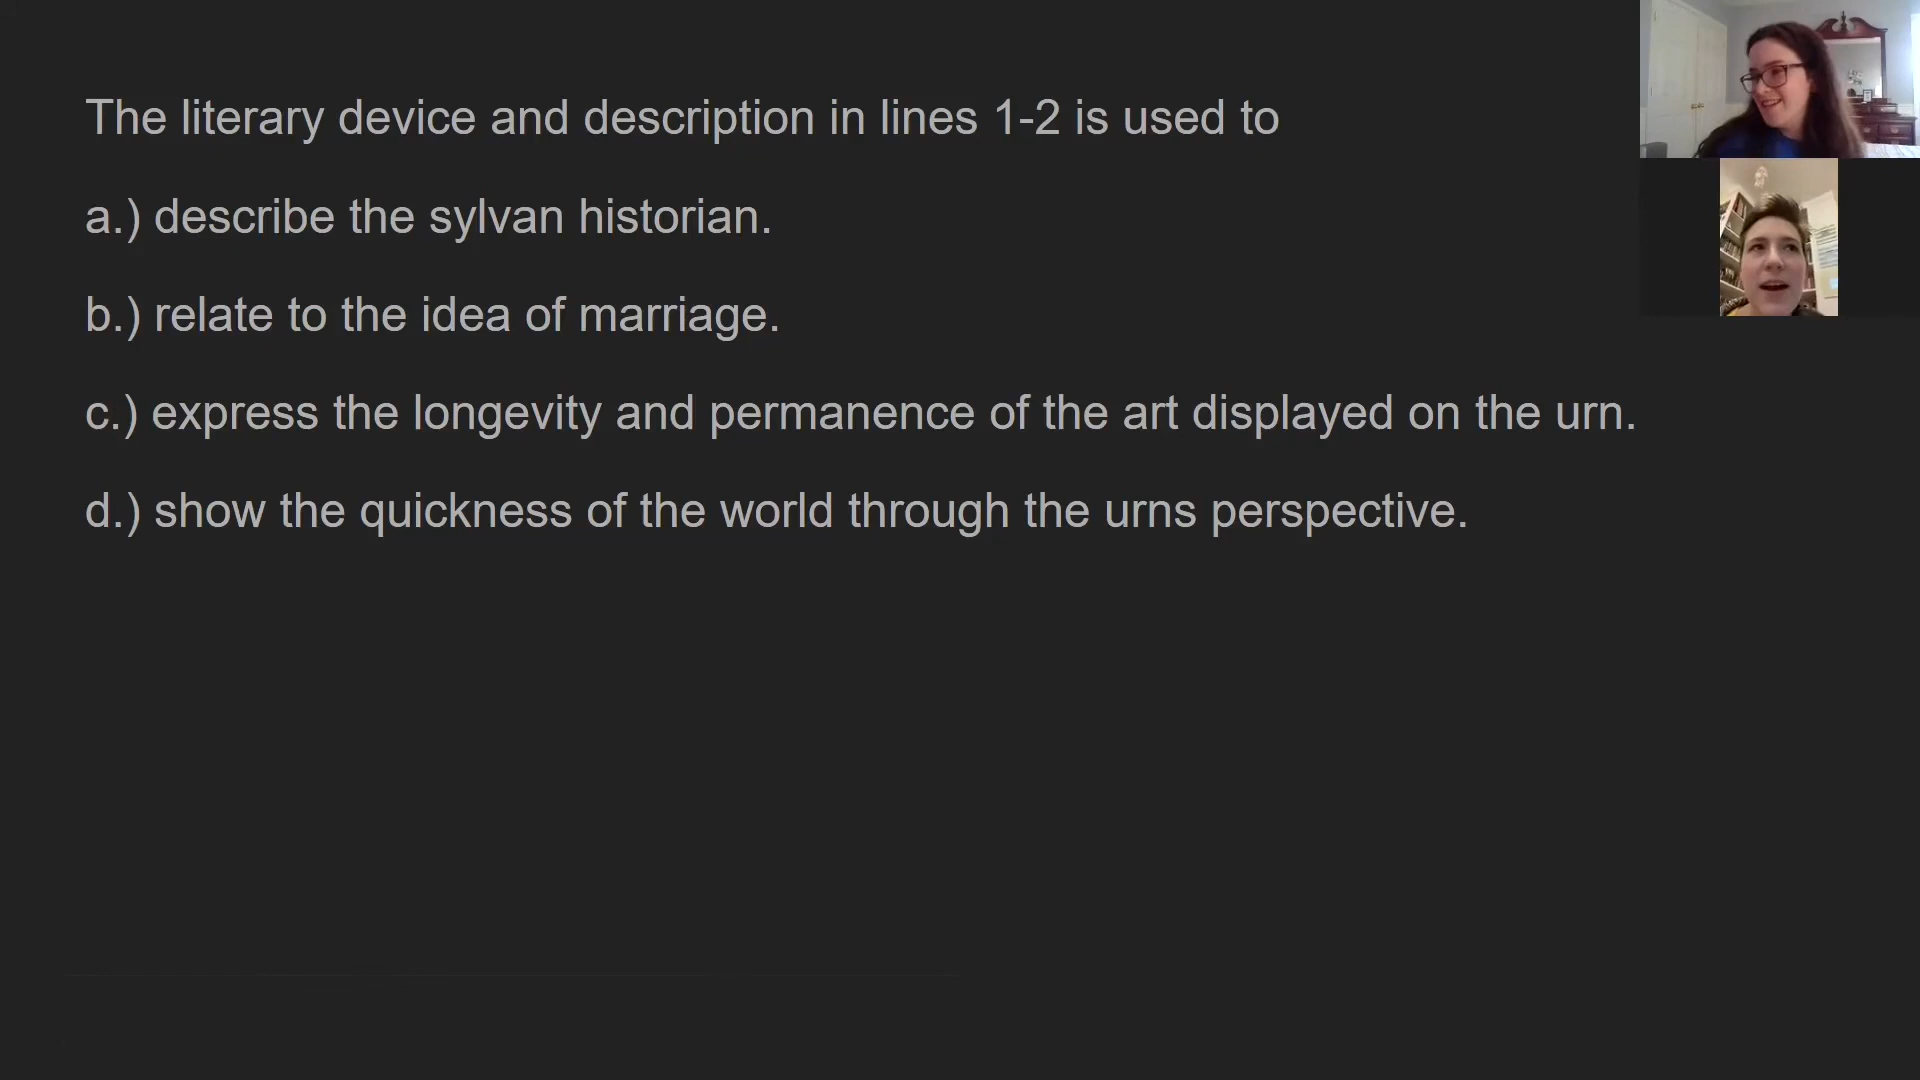 The literary device and description in lines 1-2 is used to
a.) describe the sylvan historian.
b.) relate to the idea of marriage.
c.) express the longevity and permanence of the art displayed on the urn.
d.) show the quickness of the world through the urns perspective.